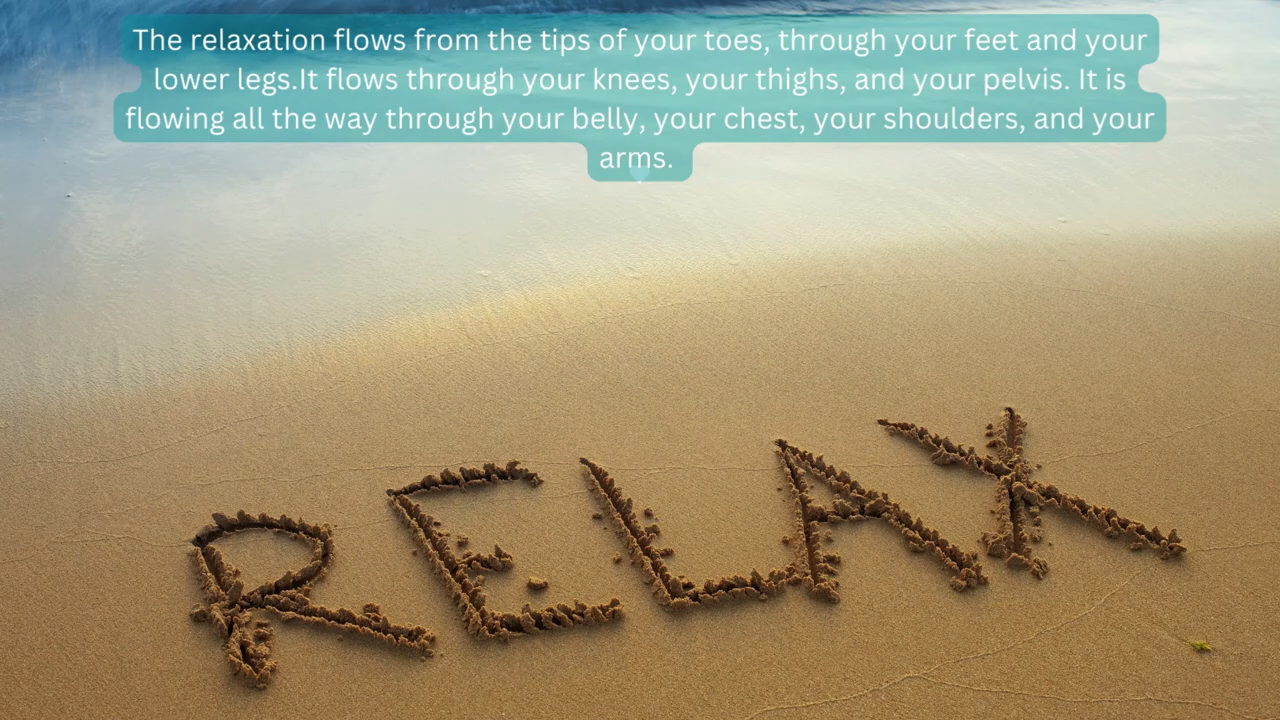 The relaxation flows from the tips of your toes, through your feet and your
lower legs.It flows through your knees, your thighs, and your pelvis. It is
flowing all the way through your belly, your chest, your shoulders, and your
arms.
RELAX